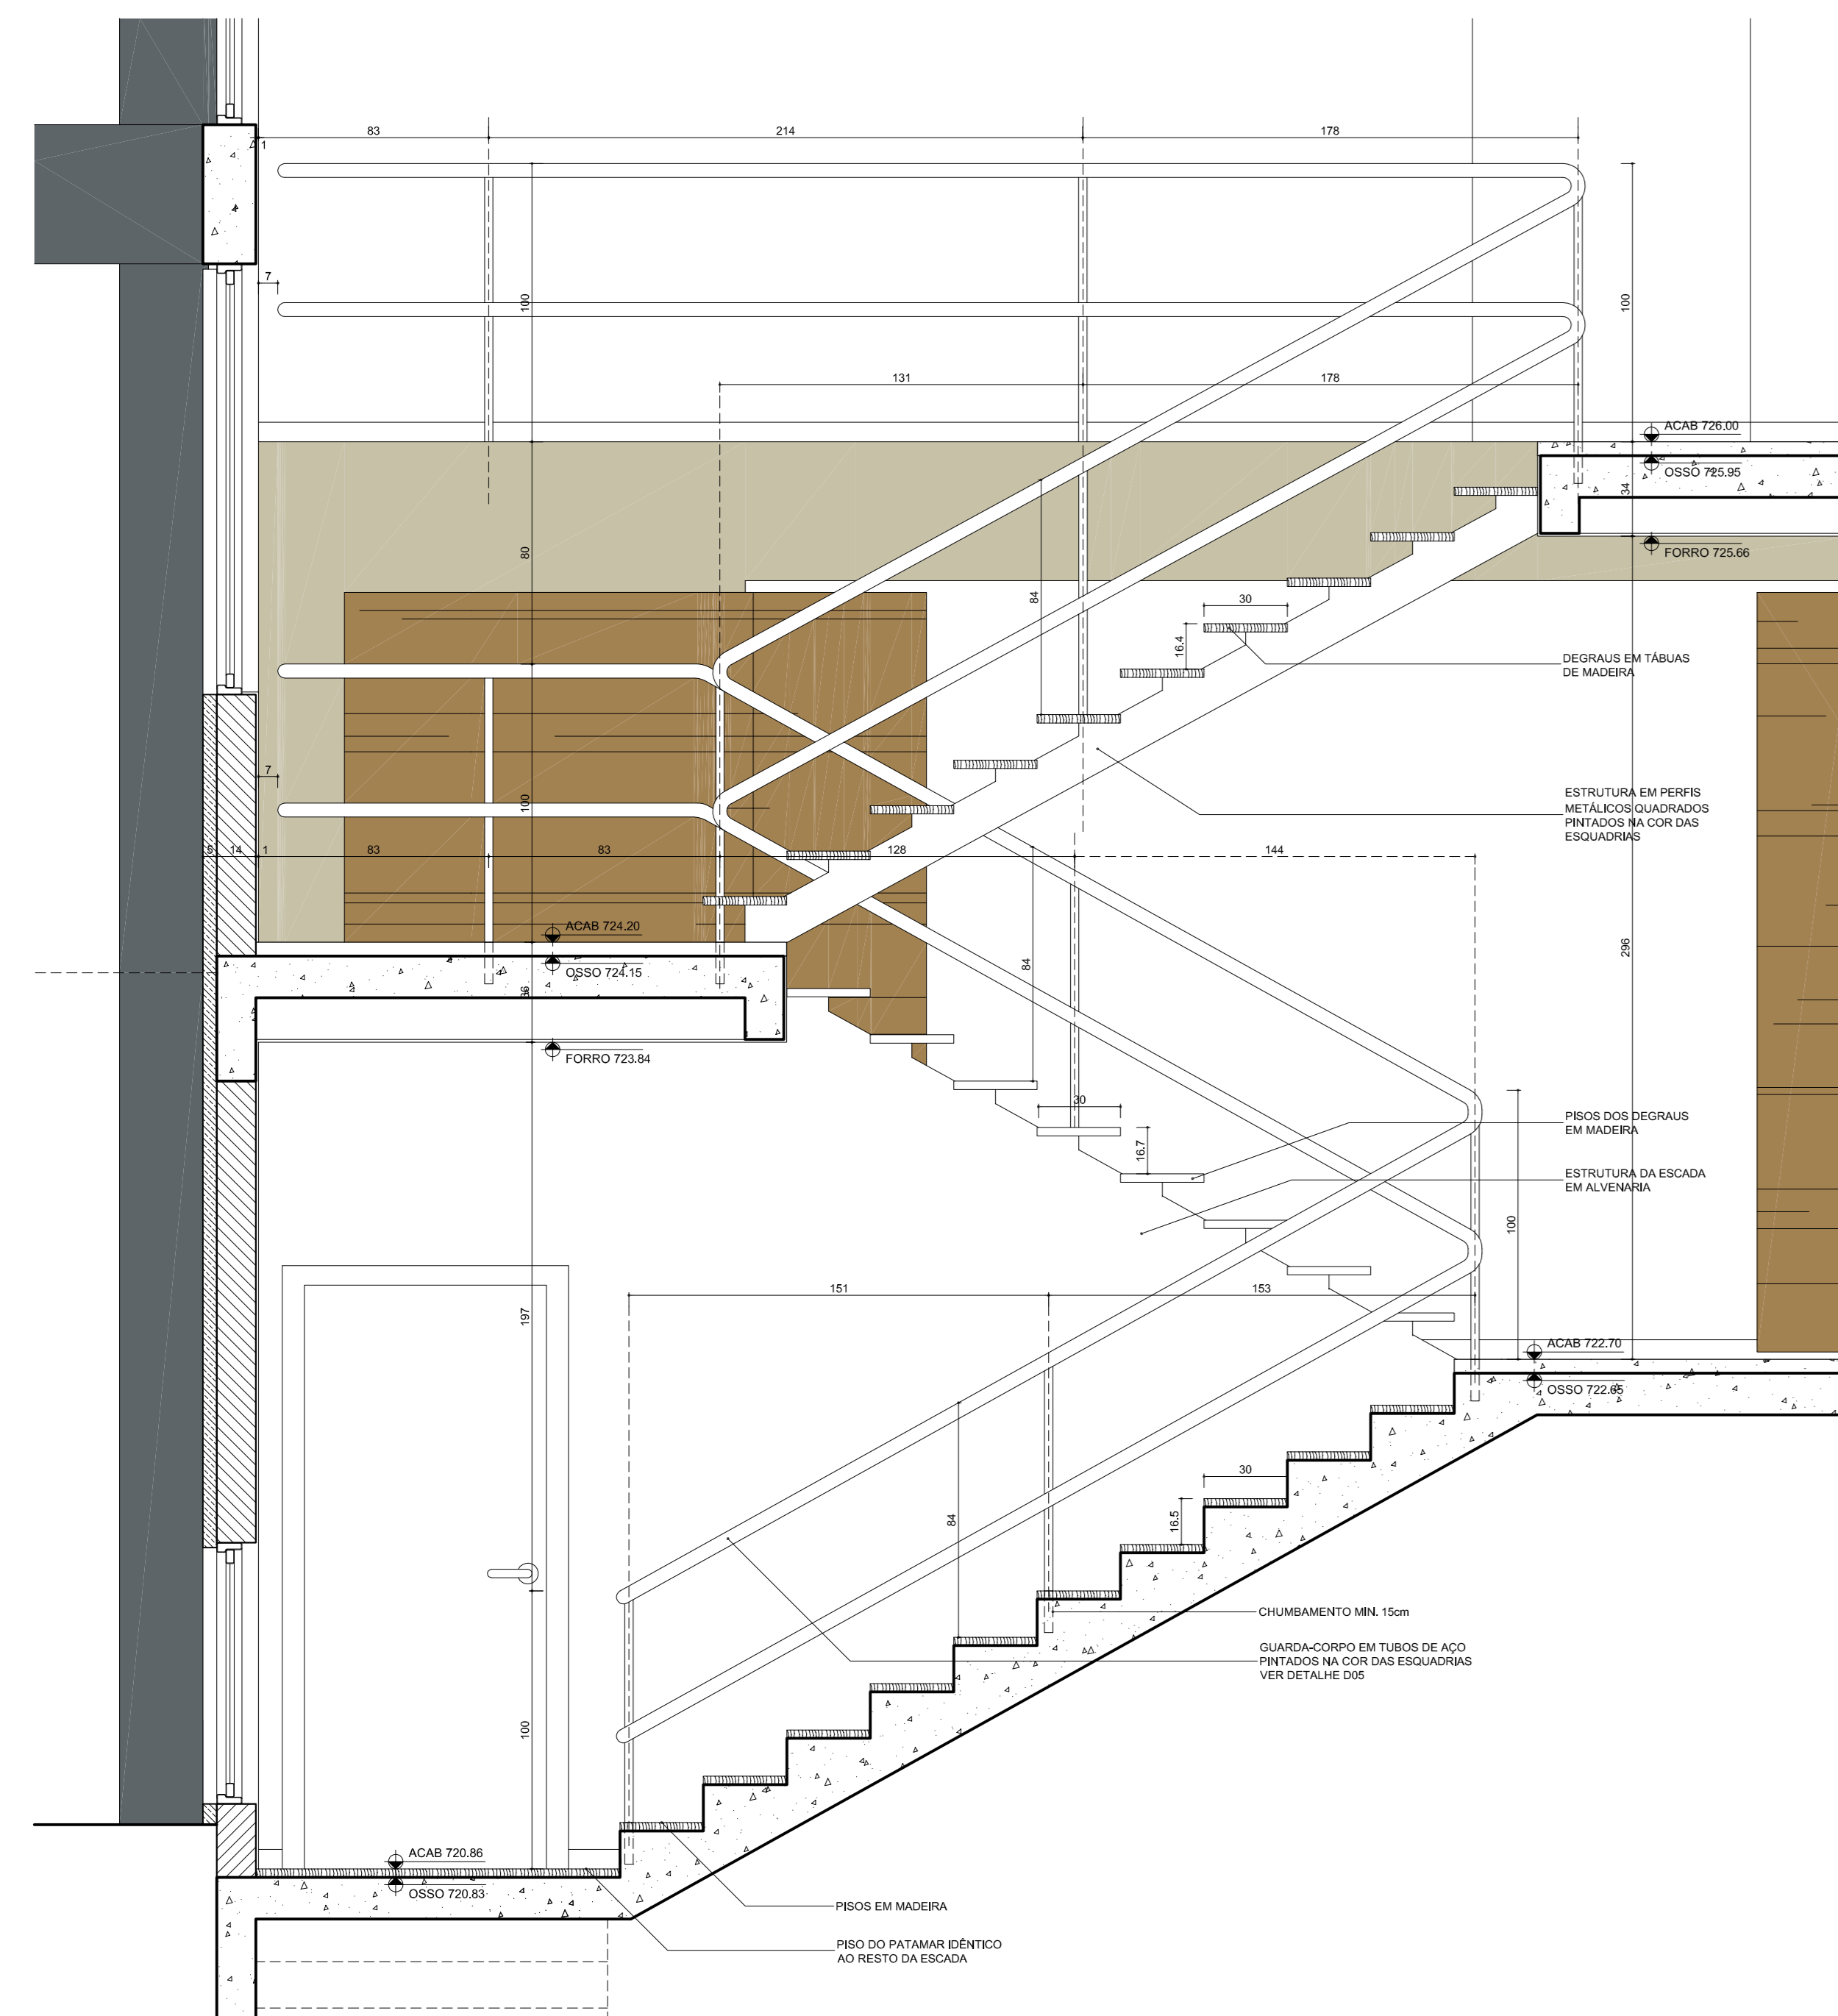 83
214
178
1
7
100
100
131
178
ACAB 726.00
OSSO 725.95
34
FORRO 725.66
80
84
30
16.4
DEGRAUS EM TÁBUAS
DE MADEIRA
7
100
ESTRUTURA EM PERFIS
METÁLICOS QUADRADOS
PINTADOS NA COR DAS
ESQUADRIAS
5
14
1
83
83
128
144
ACAB 724.20
OSSO 724.15
84
296
FORRO 723.84
30
16.7
PISOS DOS DEGRAUS
EM MADEIRA
ESTRUTURA DA ESCADA
EM ALVENARIA
100
197
151
153
ACAB 722.70
OSSO 722.65
30
16.5
84
CHUMBAMENTO MIN. 15cm
GUARDA-CORPO EM TUBOS DE AÇO
PINTADOS NA COR DAS ESQUADRIAS
VER DETALHE D05
100
ACAB 720.86
OSSO 720.83
PISOS EM MADEIRA
PISO DO PATAMAR IDÊNTICO
AO RESTO DA ESCADA